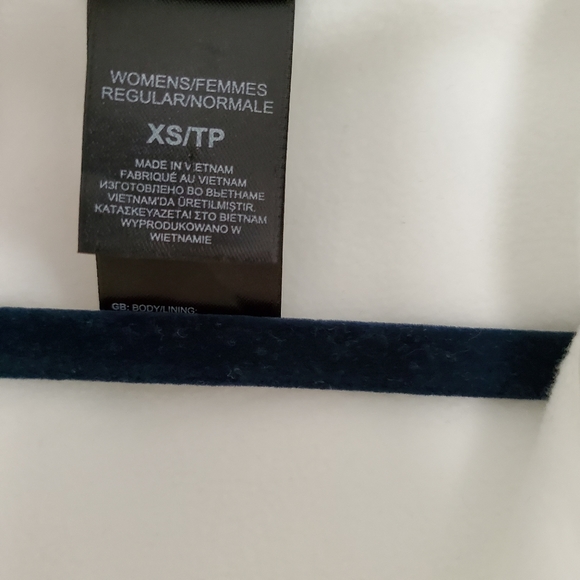 WOMENS/FEMMES
REGULAR/NORMALE
XS/TP
MADE IN VIETNAM
FABRIQUÉ AU VIETNAM
ИЗГОТОВЛЕНО ВО ВЬЕТНАМЕ
VIETNAM'DA ÜRETILMIŞTIR.
ΚΑΤΑΣΚΕΥΑΖΕΤΑΙ ΣΤΟ ΒΙΕΤΝΑΜ
WYPRODUKOWANO W
WIETNAMIE
GB: BODY/LINING: